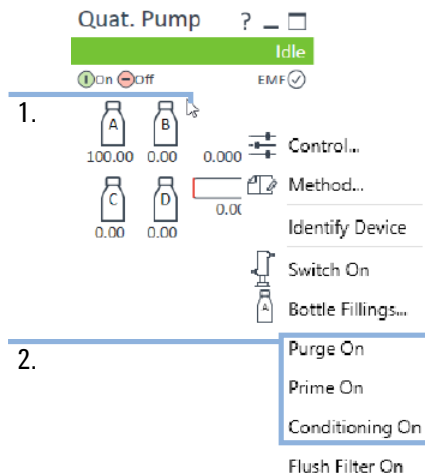 Quat. Pump ? _
Idle
On Off EMF
1.
A B
100.00 0.00 0.000
Control...
Method...
C D
0.00 0.00 0.00
Identify Device
Switch On
A Bottle Fillings...
2.
Purge On
Prime On
Conditioning On
Flush Filter On